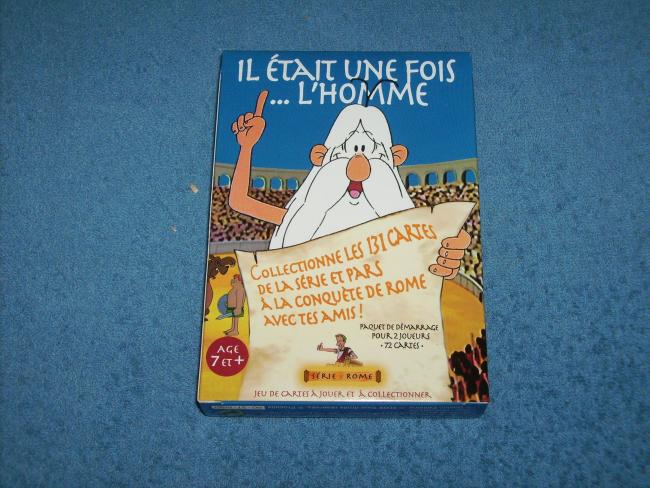 IL ÉTAIT UNE FOIS
... L'HOMME
COLLECTIONNE LES 131 CARTES
DE LA SÉRIE ET PARS
À LA CONQUÊTE DE ROME
AVEC TES AMIS !
PAQUET DE DÉMARRAGE
POUR 2 JOUEURS
• 72 CARTES •
AGE
7 ET +
SÉRIE : ROME
JEU DE CARTES À JOUER ET À COLLECTIONNER